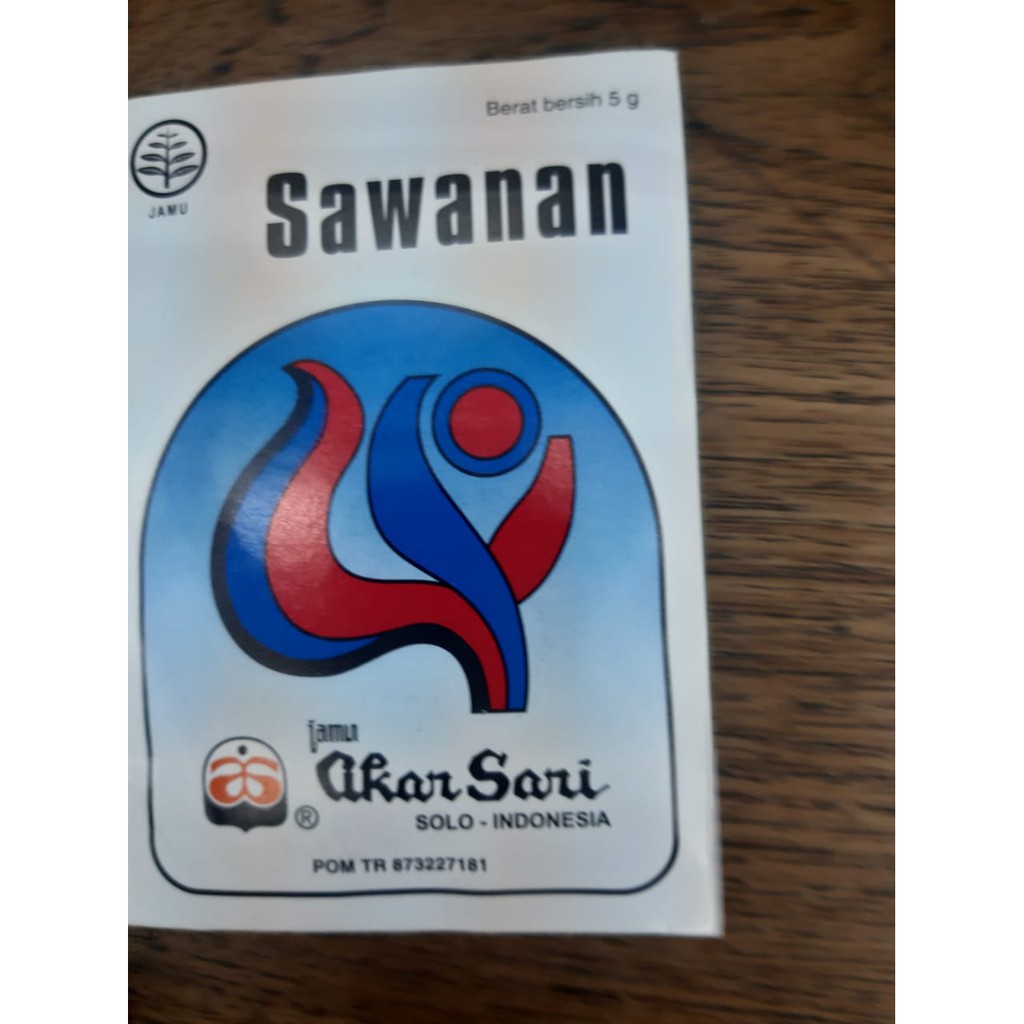 Berat bersih 5 g
JAMU
Sawanan
jamu
Akar Sari
®
SOLO - INDONESIA
POM TR 873227181